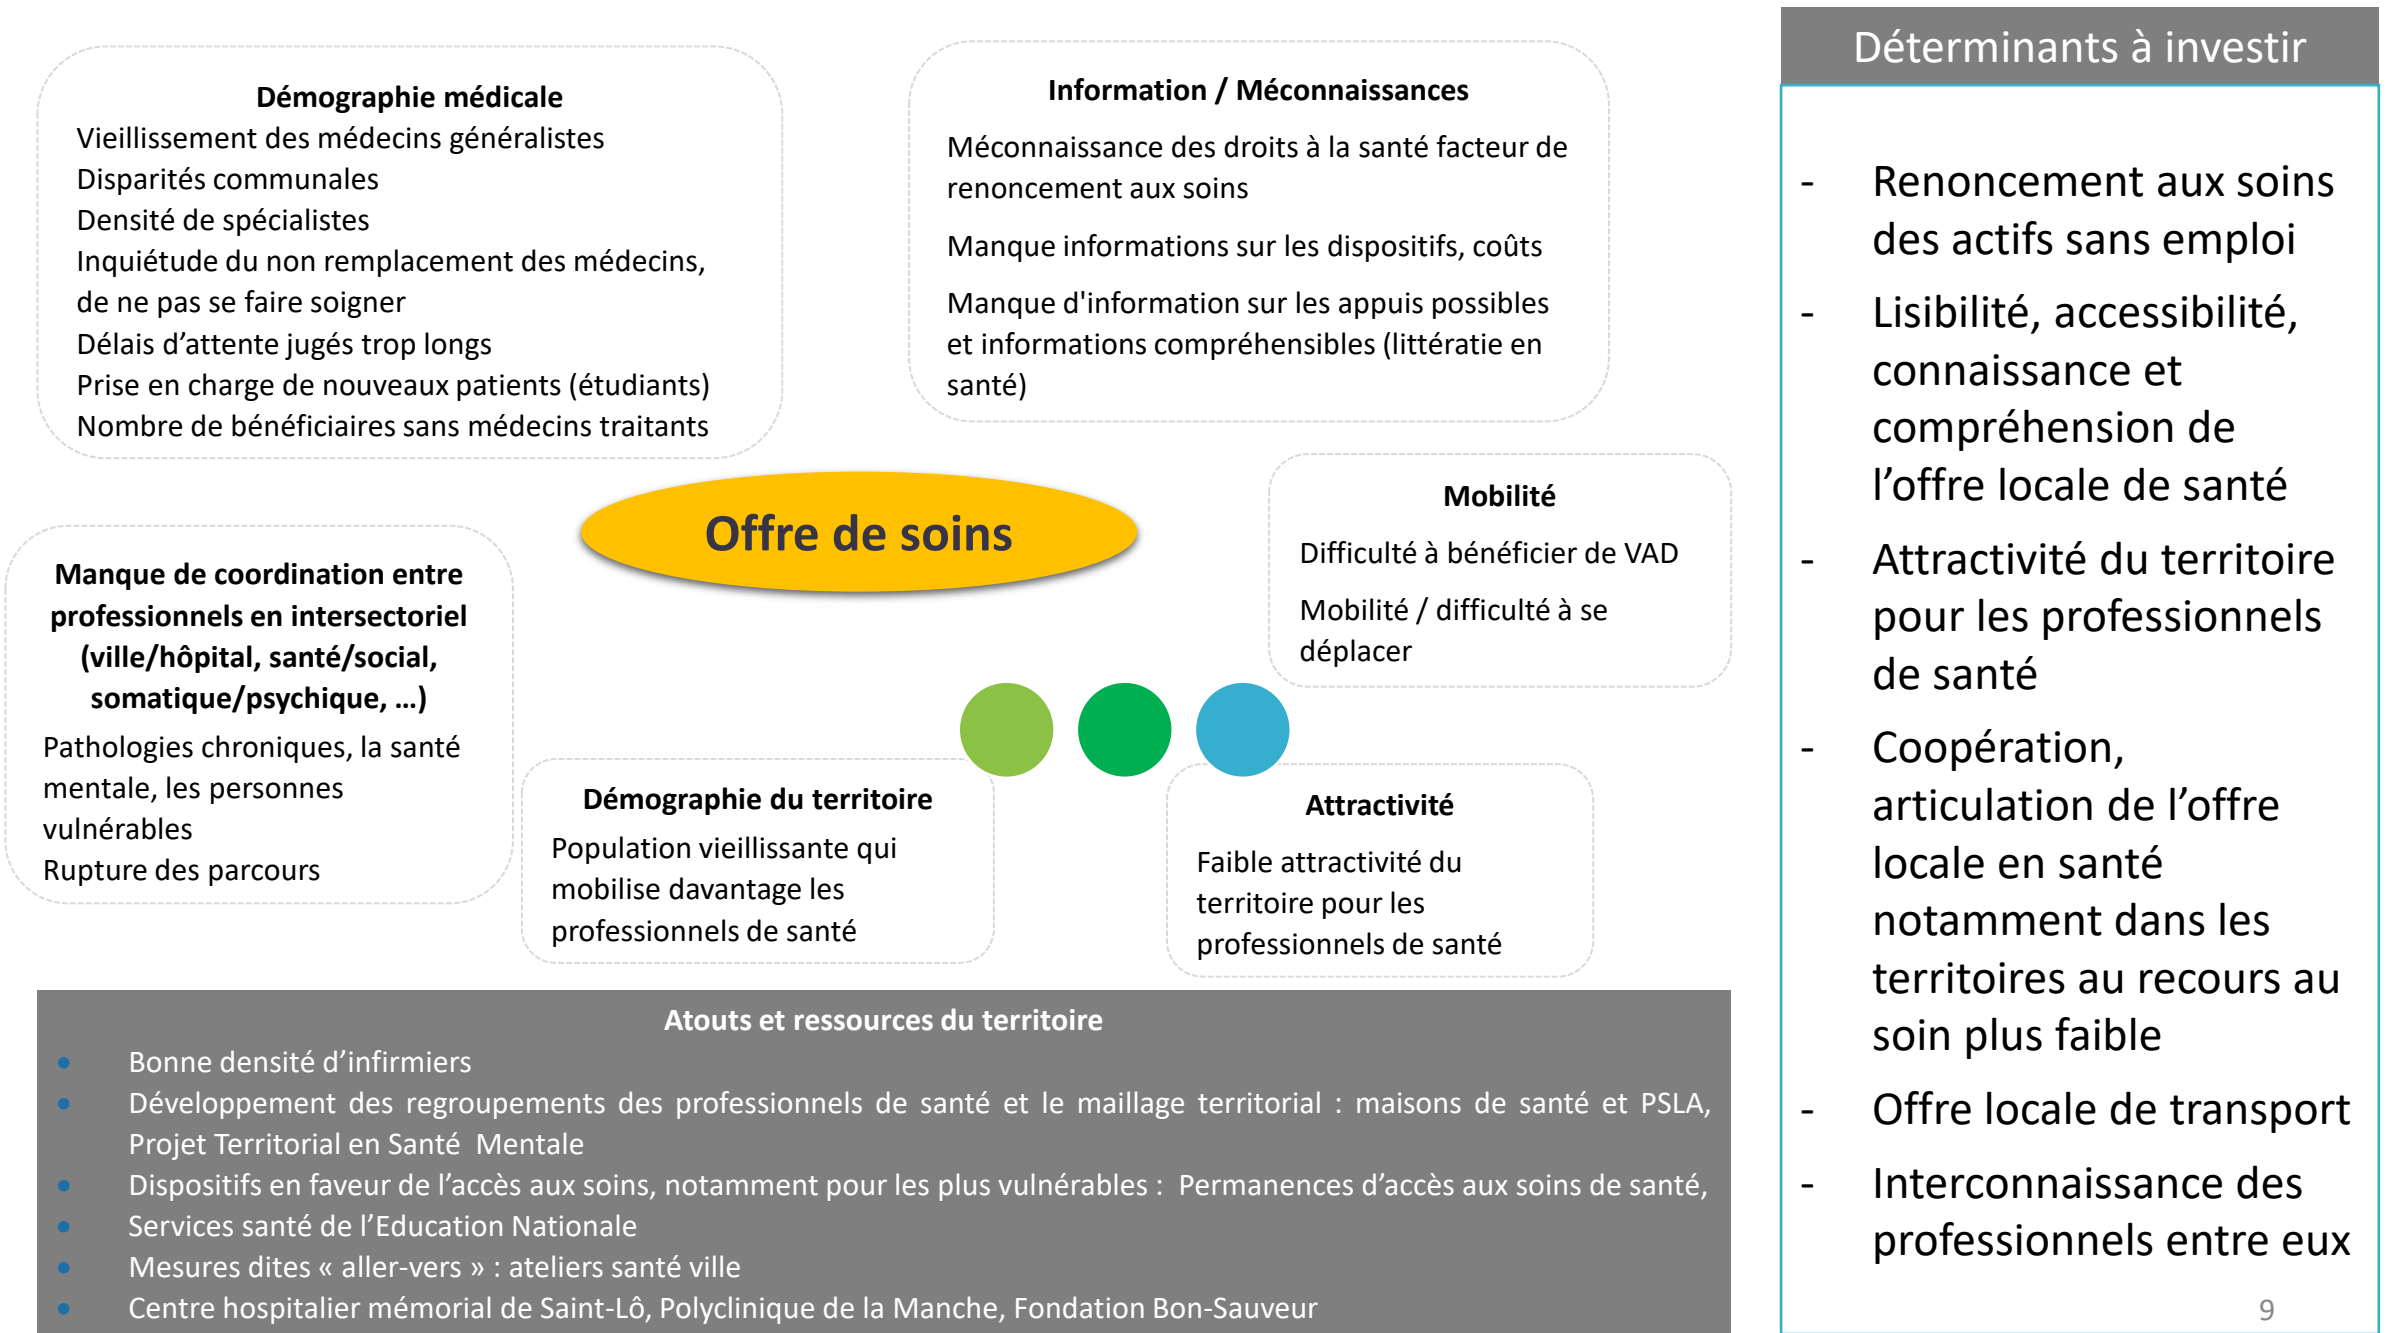 Démographie médicale
Vieillissement des médecins généralistes
Disparités communales
Densité de spécialistes
Inquiétude du non remplacement des médecins,
de ne pas se faire soigner
Délais d’attente jugés trop longs
Prise en charge de nouveaux patients (étudiants)
Nombre de bénéficiaires sans médecins traitants
Information / Méconnaissances
Méconnaissance des droits à la santé facteur de
renoncement aux soins
Manque informations sur les dispositifs, coûts
Manque d'information sur les appuis possibles
et informations compréhensibles (littératie en
santé)
Offre de soins
Mobilité
Difficulté à bénéficier de VAD
Mobilité / difficulté à se
déplacer
Manque de coordination entre
professionnels en intersectoriel
(ville/hôpital, santé/social,
somatique/psychique, …)
Pathologies chroniques, la santé
mentale, les personnes
vulnérables
Rupture des parcours
Démographie du territoire
Population vieillissante qui
mobilise davantage les
professionnels de santé
Attractivité
Faible attractivité du
territoire pour les
professionnels de santé
Atouts et ressources du territoire
• Bonne densité d’infirmiers
• Développement des regroupements des professionnels de santé et le maillage territorial : maisons de santé et PSLA,
Projet Territorial en Santé Mentale
• Dispositifs en faveur de l’accès aux soins, notamment pour les plus vulnérables : Permanences d’accès aux soins de santé,
• Services santé de l’Education Nationale
• Mesures dites « aller-vers » : ateliers santé ville
• Centre hospitalier mémorial de Saint-Lô, Polyclinique de la Manche, Fondation Bon-Sauveur
Déterminants à investir
- Renoncement aux soins
des actifs sans emploi
- Lisibilité, accessibilité,
connaissance et
compréhension de
l’offre locale de santé
- Attractivité du territoire
pour les professionnels
de santé
- Coopération,
articulation de l’offre
locale en santé
notamment dans les
territoires au recours au
soin plus faible
- Offre locale de transport
- Interconnaissance des
professionnels entre eux
9